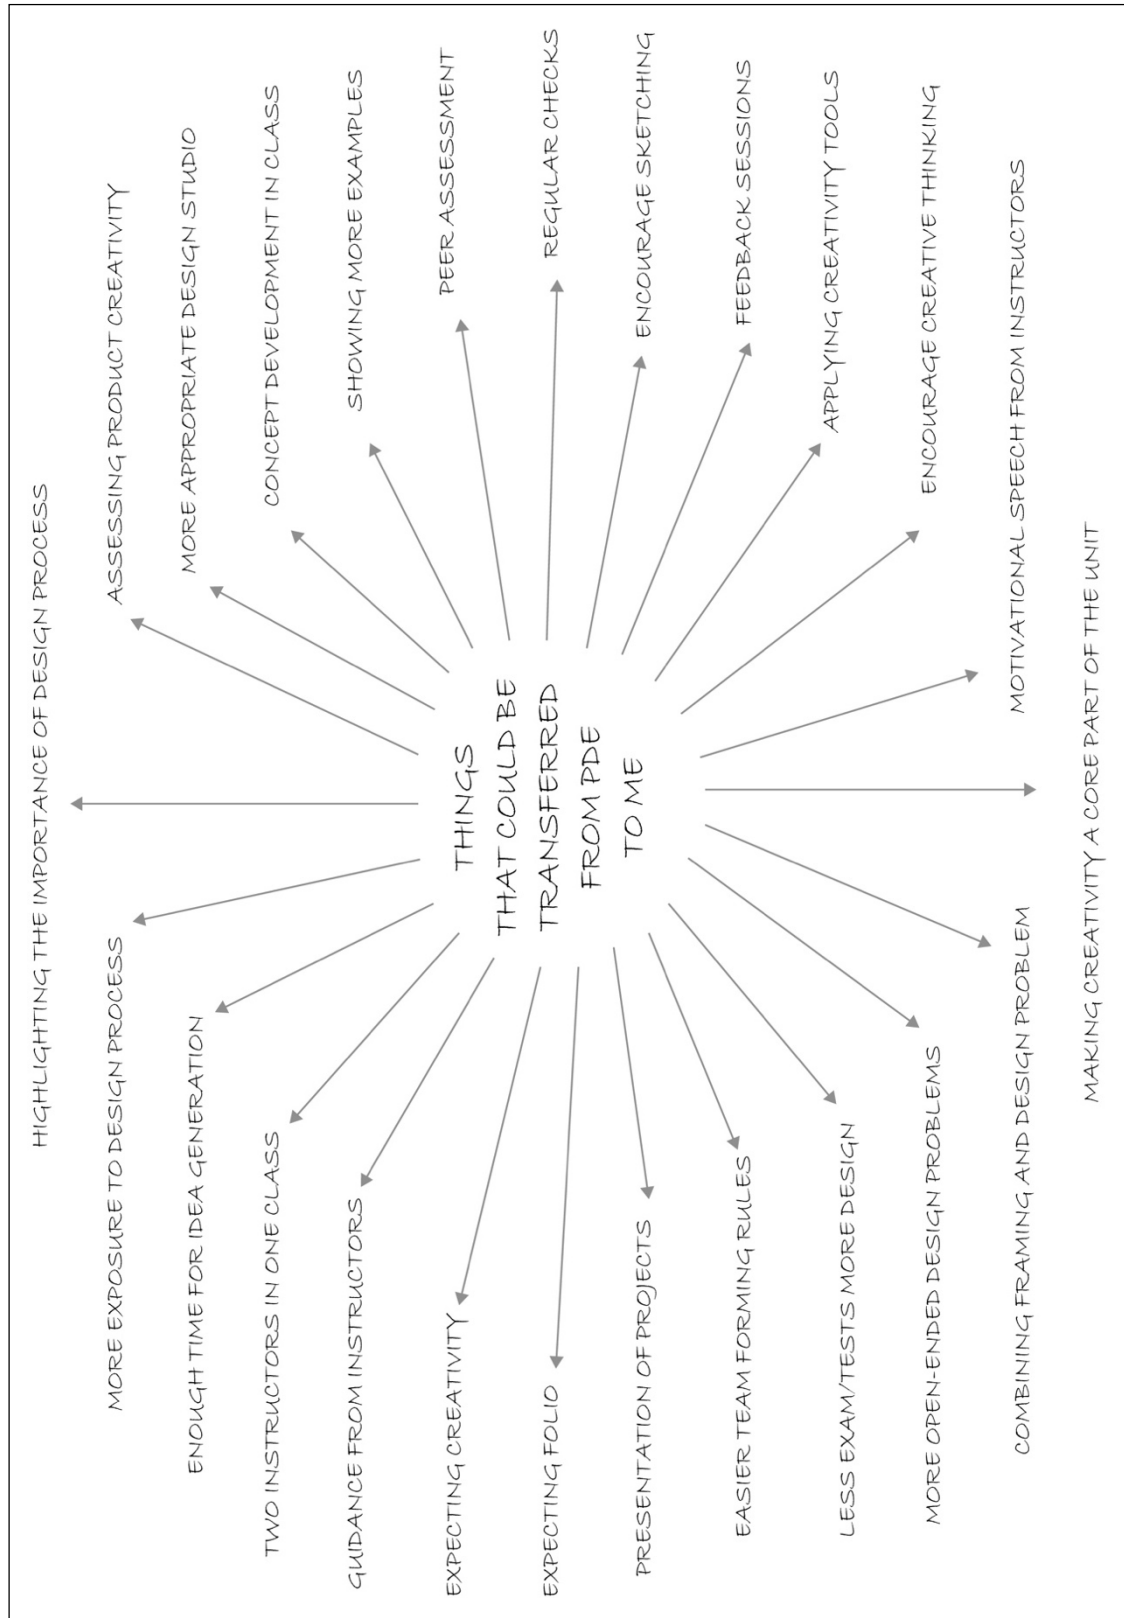 HIGHLIGHTING THE IMPORTANCE OF DESIGN PROCESS
ASSESSING PRODUCT CREATIVITY
MORE APPROPRIATE DESIGN STUDIO
CONCEPT DEVELOPMENT IN CLASS
SHOWING MORE EXAMPLES
PEER ASSESSMENT
REGULAR CHECKS
ENCOURAGE SKETCHING
FEEDBACK SESSIONS
APPLYING CREATIVITY TOOLS
ENCOURAGE CREATIVE THINKING
MOTIVATIONAL SPEECH FROM INSTRUCTORS
MAKING CREATIVITY A CORE PART OF THE UNIT
THINGS
THAT COULD BE
TRANSFERRED
FROM PDE
TO ME
MORE EXPOSURE TO DESIGN PROCESS
ENOUGH TIME FOR IDEA GENERATION
TWO INSTRUCTORS IN ONE CLASS
GUIDANCE FROM INSTRUCTORS
EXPECTING CREATIVITY
EXPECTING FOLIO
PRESENTATION OF PROJECTS
EASIER TEAM FORMING RULES
LESS EXAM/TESTS MORE DESIGN
MORE OPEN-ENDED DESIGN PROBLEMS
COMBINING FRAMING AND DESIGN PROBLEM